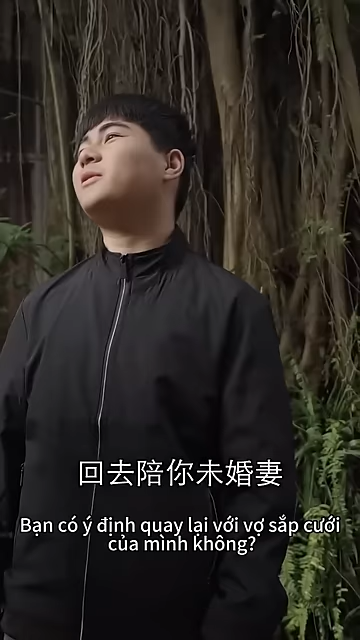 回去陪你未婚妻
Bạn có ý định quay lại với vợ sắp cưới
của mình không?